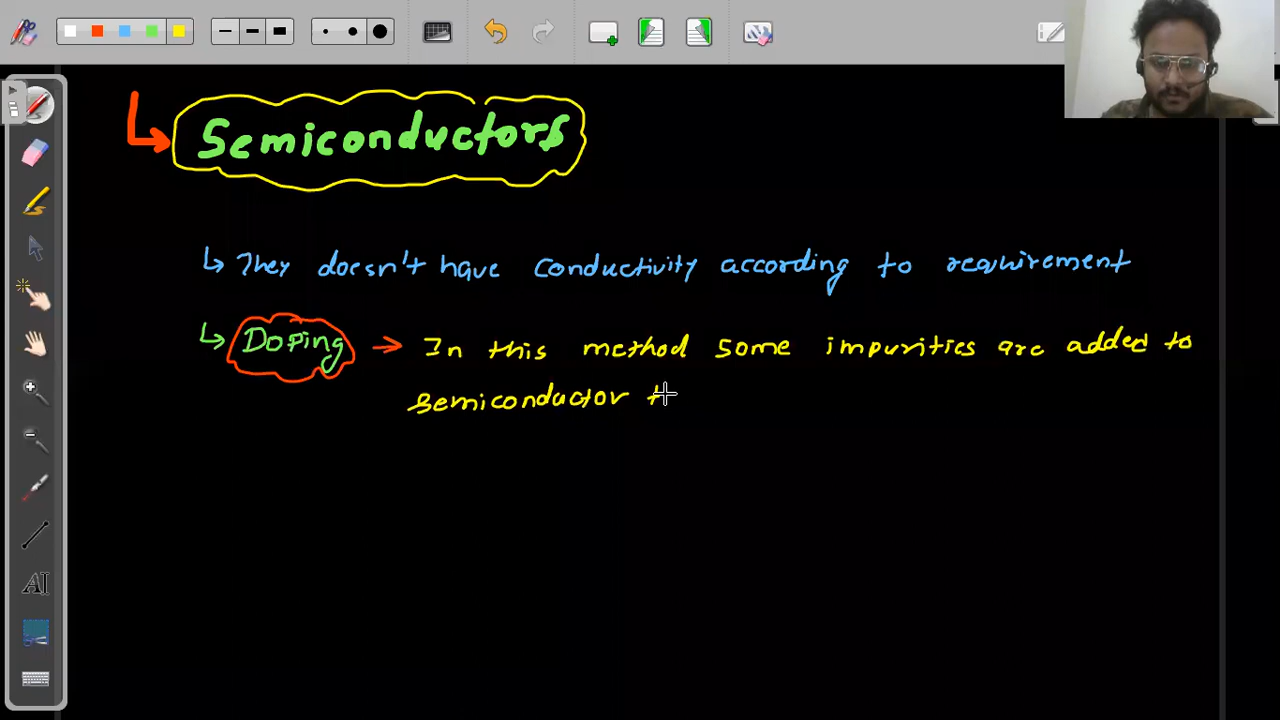 Semiconductors
They doesn't have conductivity according to requirement
Doping → In this method some impurities are added to
semiconductor t